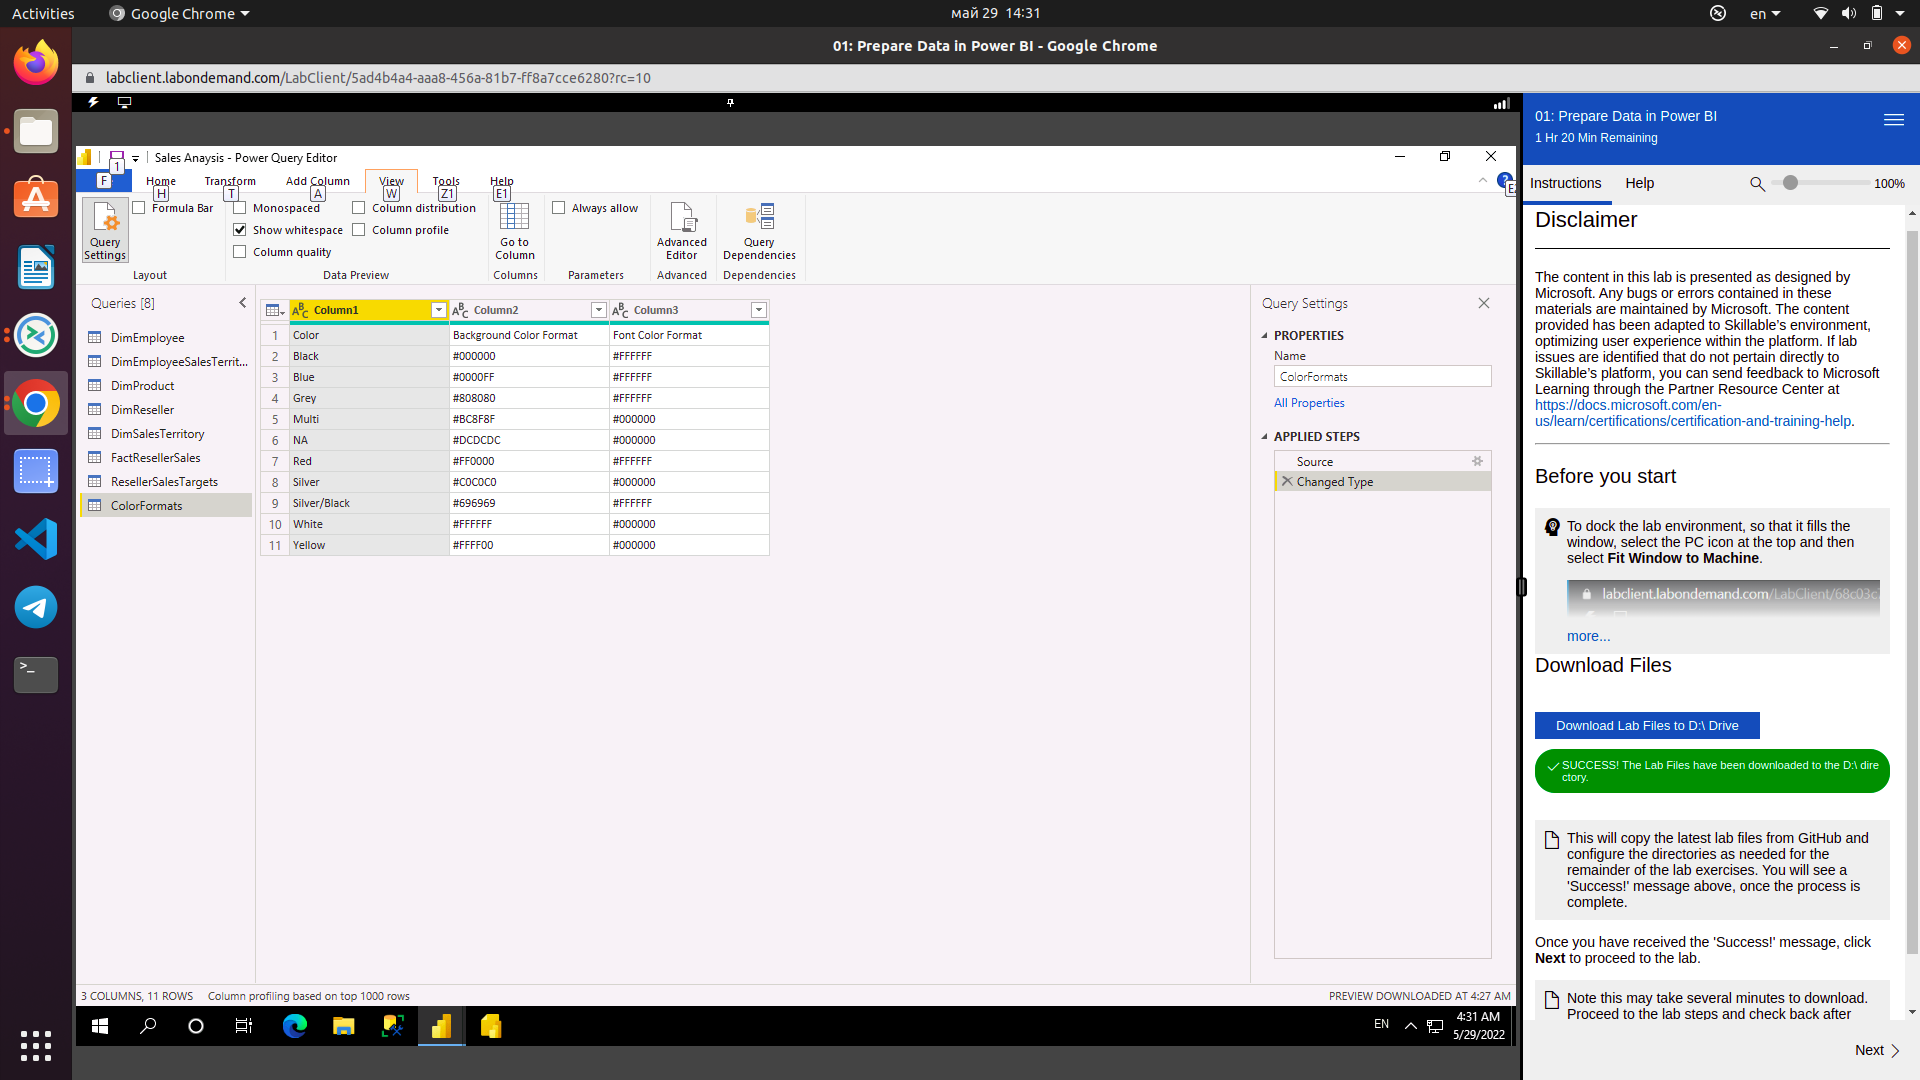 Activities
Google Chrome
май 29 14:31
en
01: Prepare Data in Power BI - Google Chrome
labclient.labondemand.com/LabClient/5ad4b4a4-aaa8-456a-81b7-ff8a7cce6280?rc=10
1
Sales Anaysis - Power Query Editor
F
Home
Transform
Add Column
View
Tools
Help
H
T
A
W
Z1
E1
Query Settings
Formula Bar
Layout
Monospaced
Show whitespace
Column quality
Column distribution
Column profile
Data Preview
Go to Column
Columns
Always allow
Parameters
Advanced Editor
Advanced
Query Dependencies
Dependencies
Queries [8]
DimEmployee
DimEmployeeSalesTerrit...
DimProduct
DimReseller
DimSalesTerritory
FactResellerSales
ResellerSalesTargets
ColorFormats
Column1 Column2 Column3
1 Color Background Color Format Font Color Format
2 Black #000000 #FFFFFF
3 Blue #0000FF #FFFFFF
4 Grey #808080 #FFFFFF
5 Multi #BC8F8F #000000
6 NA #DCDCDC #000000
7 Red #FF0000 #FFFFFF
8 Silver #C0C0C0 #000000
9 Silver/Black #696969 #FFFFFF
10 White #FFFFFF #000000
11 Yellow #FFFF00 #000000
Query Settings
PROPERTIES
Name
ColorFormats
All Properties
APPLIED STEPS
Source
Changed Type
3 COLUMNS, 11 ROWS Column profiling based on top 1000 rows
PREVIEW DOWNLOADED AT 4:27 AM
EN
4:31 AM
5/29/2022
01: Prepare Data in Power BI
1 Hr 20 Min Remaining
Instructions
Help
100%
Disclaimer
The content in this lab is presented as designed by
Microsoft. Any bugs or errors contained in these
materials are maintained by Microsoft. The content
provided has been adapted to Skillable's environment,
optimizing user experience within the platform. If lab
issues are identified that do not pertain directly to
Skillable's platform, you can send feedback to Microsoft
Learning through the Partner Resource Center at
https://docs.microsoft.com/en-
us/learn/certifications/certification-and-training-help.
Before you start
To dock the lab environment, so that it fills the
window, select the PC icon at the top and then
select Fit Window to Machine.
labclient.labondemand.com/LabClient/68c03c
more...
Download Files
Download Lab Files to D:\ Drive
SUCCESS! The Lab Files have been downloaded to the D:\ dire
ctory.
This will copy the latest lab files from GitHub and
configure the directories as needed for the
remainder of the lab exercises. You will see a
'Success!' message above, once the process is
complete.
Once you have received the 'Success!' message, click
Next to proceed to the lab.
Note this may take several minutes to download.
Proceed to the lab steps and check back after
Next